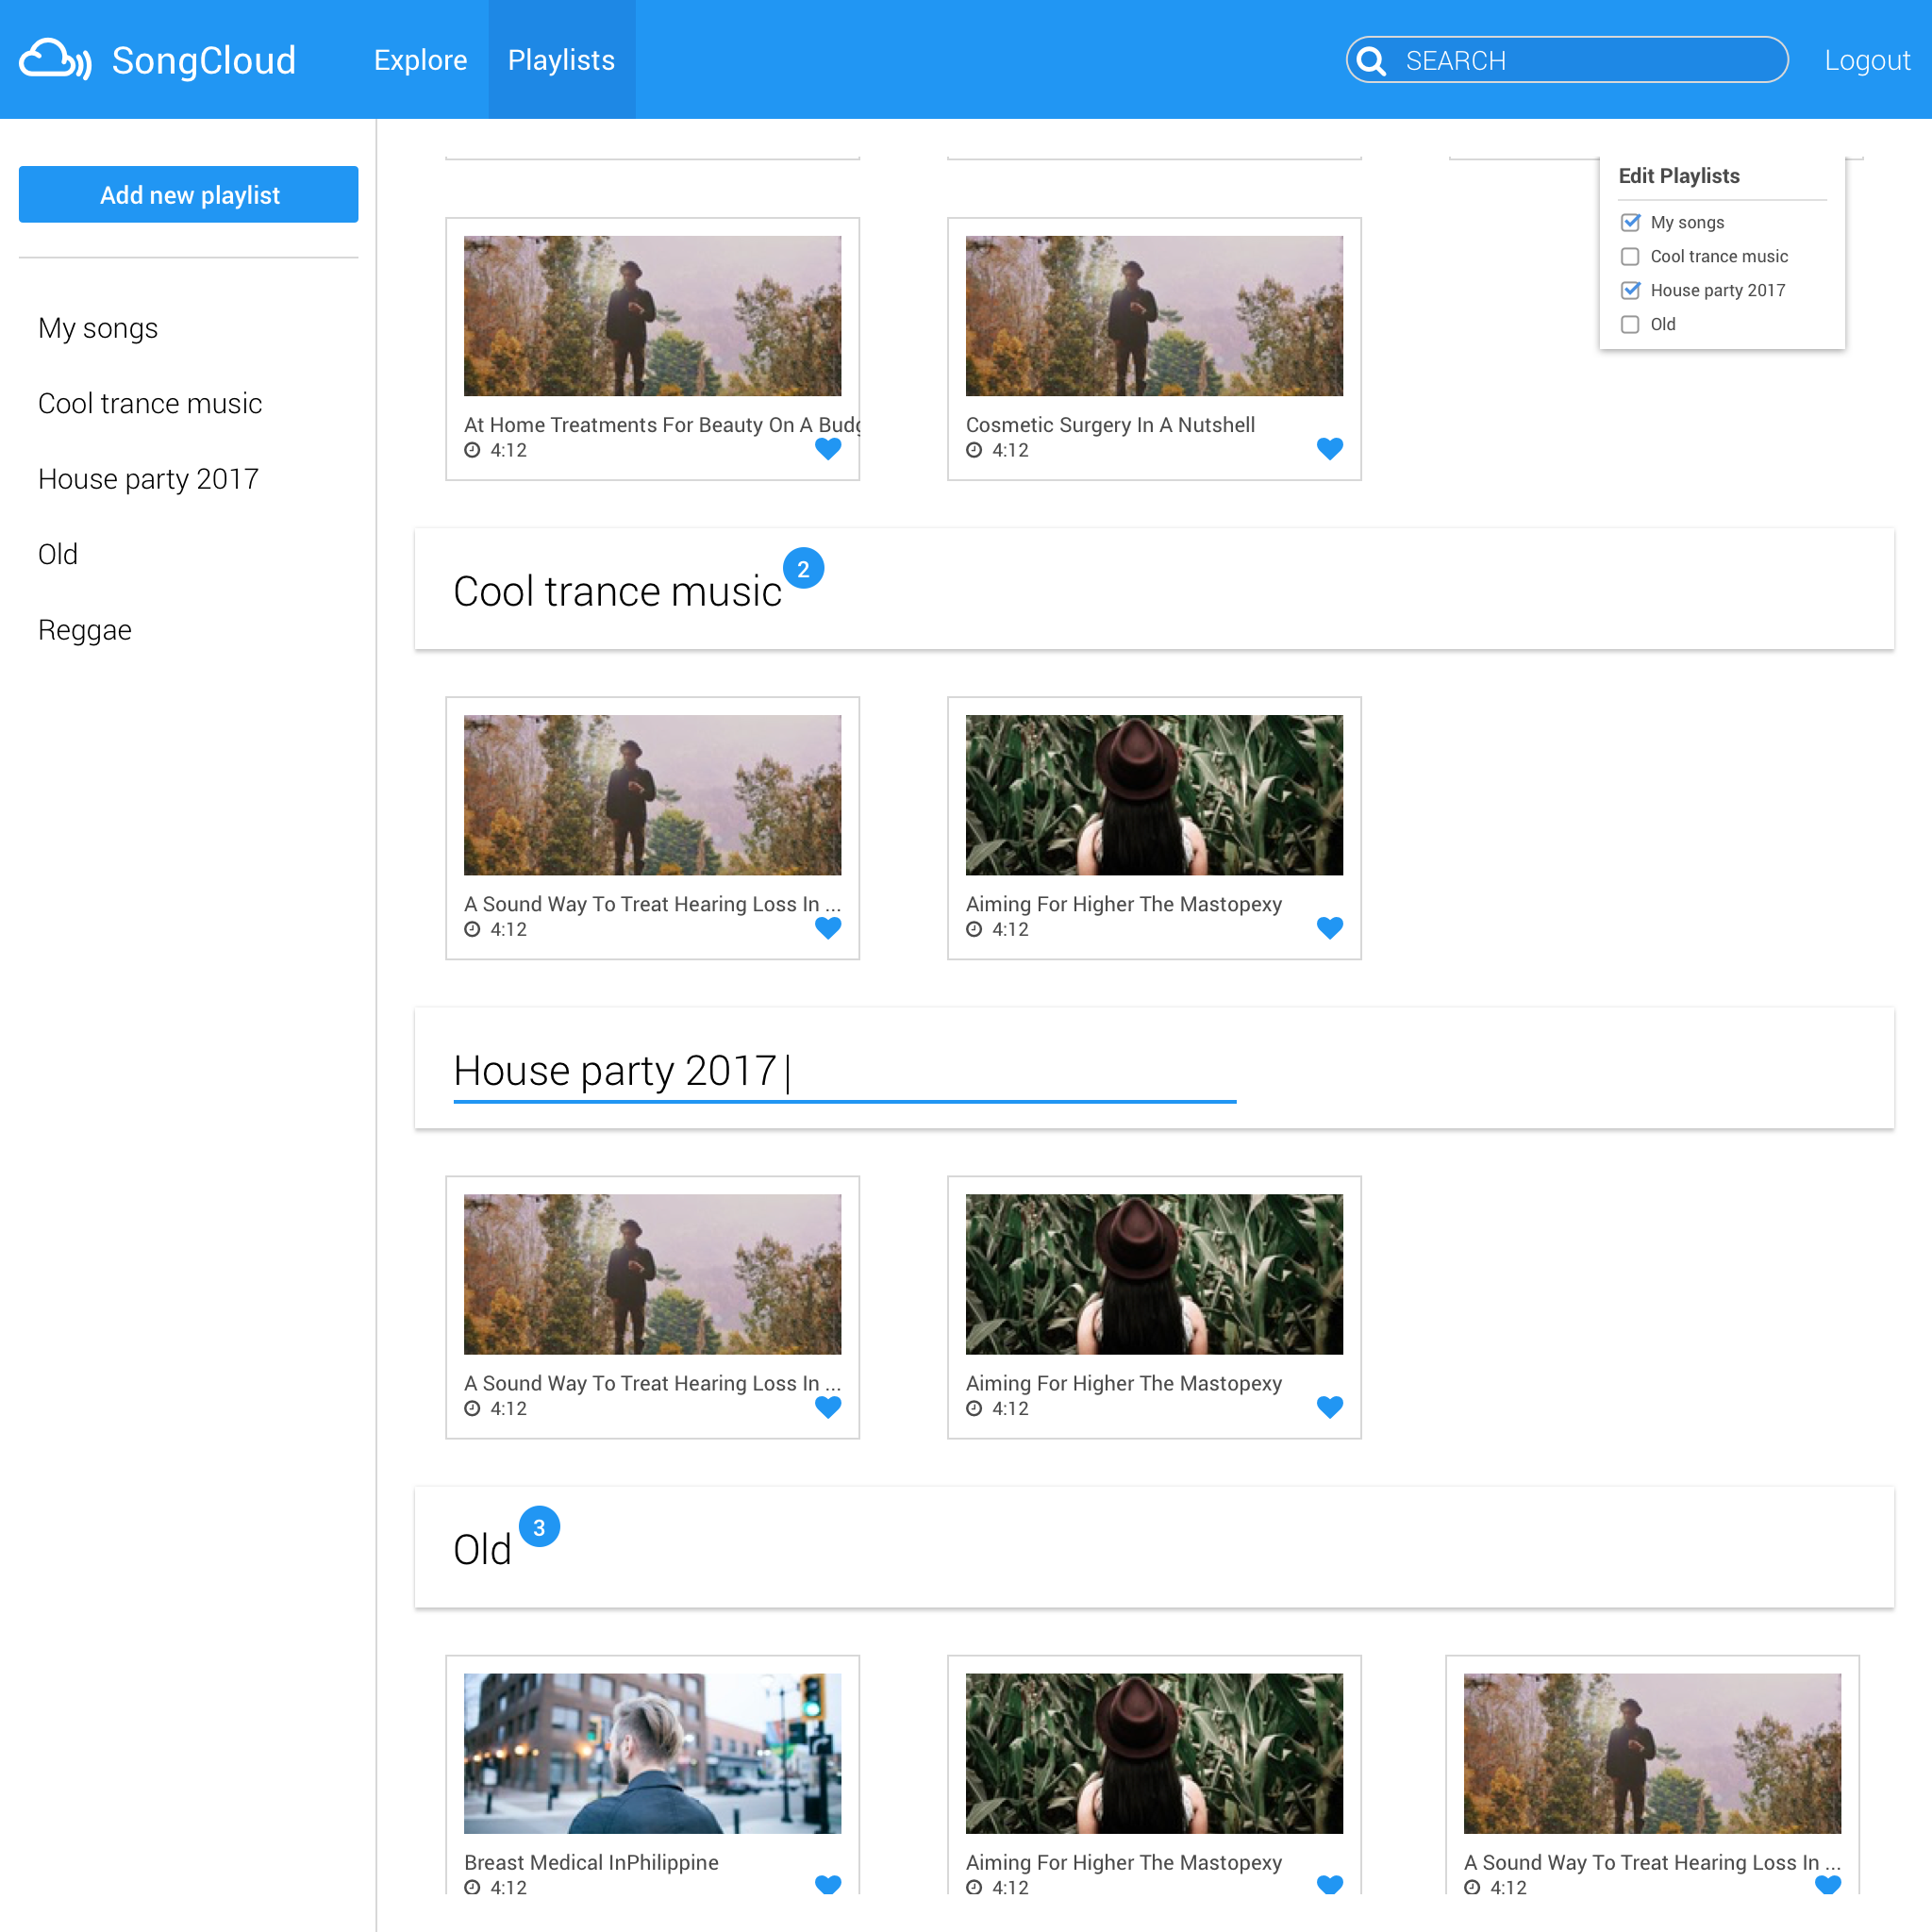 SongCloud
Explore
Playlists
SEARCH
Logout
Add new playlist
My songs
Cool trance music
House party 2017
Old
Reggae
Edit Playlists
My songs
Cool trance music
House party 2017
Old
At Home Treatments For Beauty On A Budg
4:12
Cosmetic Surgery In A Nutshell
4:12
Cool trance music
2
A Sound Way To Treat Hearing Loss In ...
4:12
Aiming For Higher The Mastopexy
4:12
House party 2017
A Sound Way To Treat Hearing Loss In ...
4:12
Aiming For Higher The Mastopexy
4:12
Old
3
Breast Medical InPhilippine
4:12
Aiming For Higher The Mastopexy
4:12
A Sound Way To Treat Hearing Loss In ...
4:12